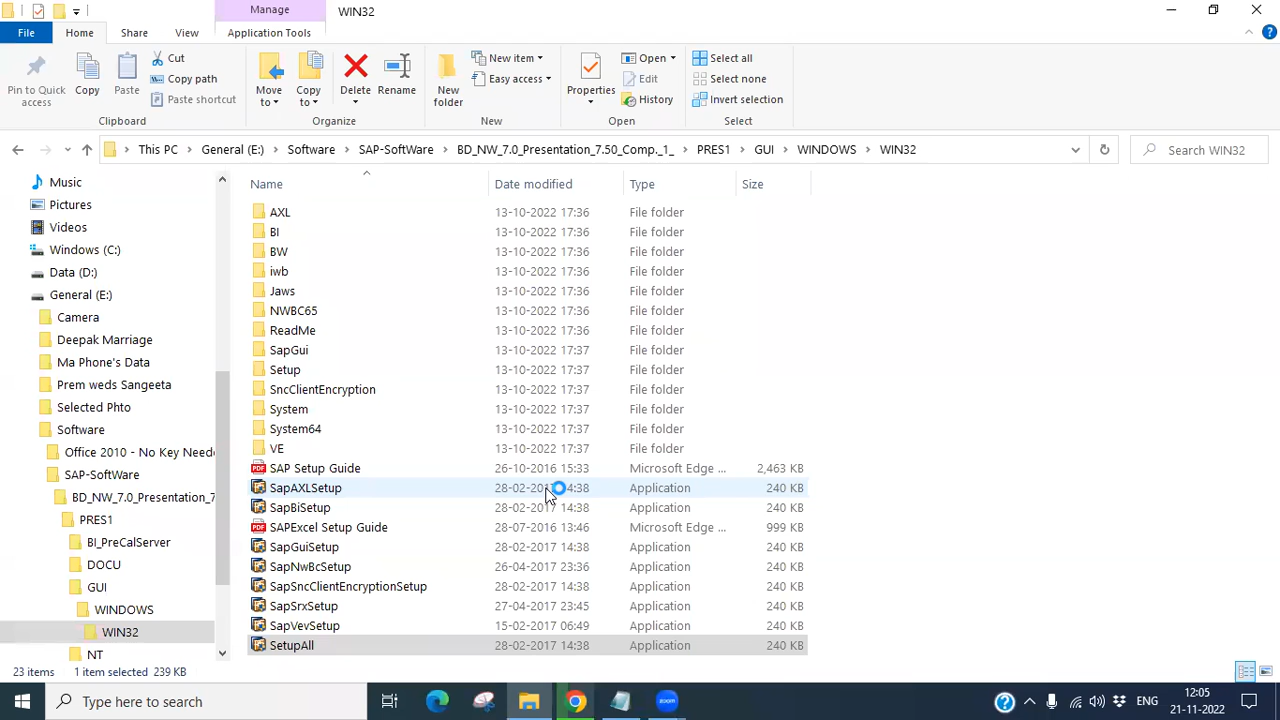 Manage
WIN32
File
Home
Share
View
Application Tools
Pin to Quick access
Copy
Paste
Cut
Copy path
Paste shortcut
Clipboard
Move to
Copy to
Delete
Rename
Organize
New folder
New item
Easy access
New
Properties
Open
Edit
History
Open
Select all
Select none
Invert selection
Select
This PC
General (E:)
Software
SAP-SoftWare
BD_NW_7.0_Presentation_7.50_Comp._1_
PRES1
GUI
WINDOWS
WIN32
Search WIN32
Music
Pictures
Videos
Windows (C:)
Data (D:)
General (E:)
Camera
Deepak Marriage
Ma Phone's Data
Prem weds Sangeeta
Selected Phto
Software
Office 2010 - No Key Neede
SAP-SoftWare
BD_NW_7.0_Presentation_7
PRES1
BI_PreCalServer
DOCU
GUI
WINDOWS
WIN32
NT
Name Date modified Type Size
AXL 13-10-2022 17:36 File folder
BI 13-10-2022 17:36 File folder
BW 13-10-2022 17:36 File folder
iwb 13-10-2022 17:36 File folder
Jaws 13-10-2022 17:36 File folder
NWBC65 13-10-2022 17:36 File folder
ReadMe 13-10-2022 17:36 File folder
SapGui 13-10-2022 17:37 File folder
Setup 13-10-2022 17:37 File folder
SncClientEncryption 13-10-2022 17:37 File folder
System 13-10-2022 17:37 File folder
System64 13-10-2022 17:37 File folder
VE 13-10-2022 17:33 File folder
SAP Setup Guide 26-10-2016 15:33 Microsoft Edge ... 2,463 KB
SapAXLSetup 28-02-201 4:38 Application 240 KB
SapBiSetup 28-02-2017 14:38 Application 240 KB
SAPExcel Setup Guide 28-07-2016 13:46 Microsoft Edge ... 999 KB
SapGuiSetup 28-02-2017 14:38 Application 240 KB
SapNwBcSetup 26-04-2017 23:36 Application 240 KB
SapSncClientEncryptionSetup 28-02-2017 14:38 Application 240 KB
SapSrxSetup 27-04-2017 23:45 Application 240 KB
SapVevSetup 15-02-2017 06:49 Application 240 KB
SetupAll 28-02-2017 14:38 Application 240 KB
23 items 1 item selected 239 KB
Type here to search
zoom
ENG
12:05
21-11-2022